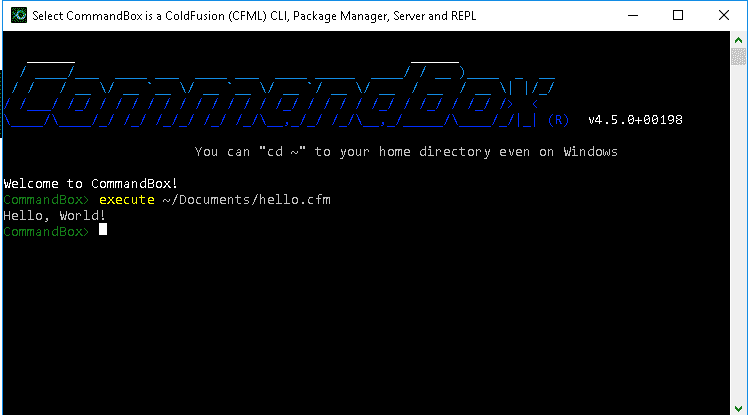 Select CommandBox is a ColdFusion (CFML) CLI, Package Manager, Server and REPL
CommandBox (R) v4.5.0+00198
You can "cd ~" to your home directory even on Windows
Welcome to CommandBox!
CommandBox> execute ~/Documents/hello.cfm
Hello, World!
CommandBox>